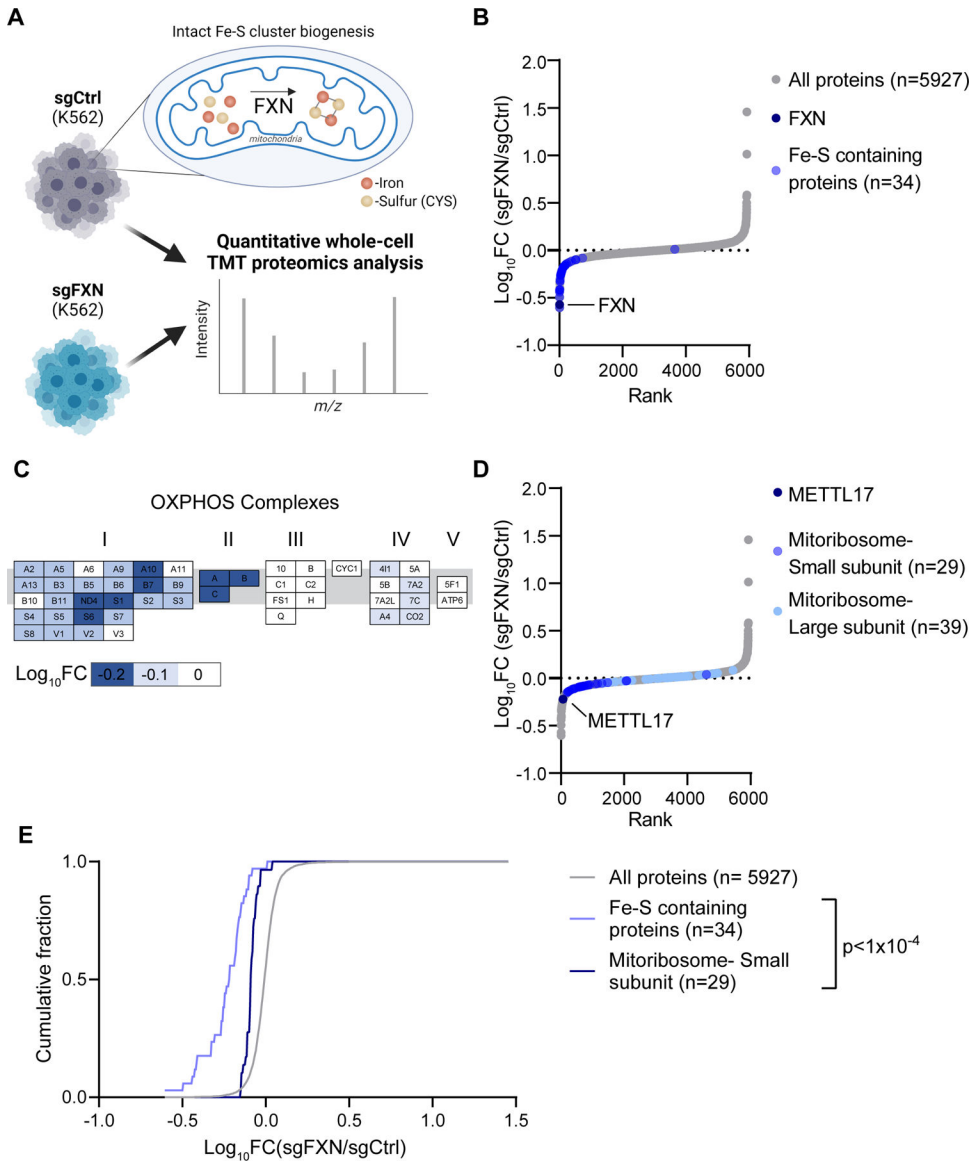 A
Intact Fe-S cluster biogenesis
sgCtrl
(K562)
FXN
mitochondria
-Iron
-Sulfur (CYS)
Quantitative whole-cell
TMT proteomics analysis
sgFXN
(K562)
Intensity
m/z
B
Log10FC (sgFXN/sgCtrl)
2.0
1.5
1.0
0.5
0.0
-0.5
-1.0
FXN
0 2000 4000 6000
Rank
All proteins (n=5927)
FXN
Fe-S containing
proteins (n=34)
C
OXPHOS Complexes
I II III IV V
A2 A5 A6 A9 A10 A11
A13 B3 B5 B6 B7 B9
B10 B11 ND4 S1 S2 S3
S4 S5 S6 S7
S8 V1 V2 V3
A B
C
10 B
C1 C2
FS1 H
Q
CYC1
4I1 5A
5B 7A2
7A2L 7C
A4 CO2
5F1
ATP6
Log10FC -0.2 -0.1 0
D
Log10FC (sgFXN/sgCtrl)
2.0
1.5
1.0
0.5
0.0
-0.5
-1.0
METTL17
0 2000 4000 6000
Rank
METTL17
Mitoribosome-
Small subunit (n=29)
Mitoribosome-
Large subunit (n=39)
E
Cumulative fraction
1.0
0.5
0.0
-1.0 -0.5 0.0 0.5 1.0 1.5
Log10FC(sgFXN/sgCtrl)
All proteins (n= 5927)
Fe-S containing
proteins (n=34)
Mitoribosome- Small
subunit (n=29)
p<1x10-4